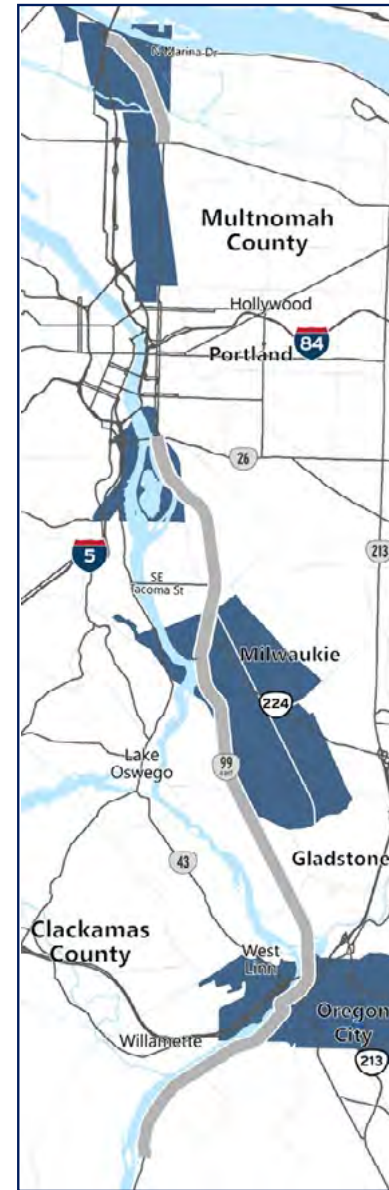 N Marina Dr
Multnomah
County
Hollywood
Portland
84
26
213
5
SE
Tacoma St
Milwaukie
224
Lake
Oswego
99
43
Gladstone
Clackamas
County
West
Linn
Oregon
City
Willamette
213